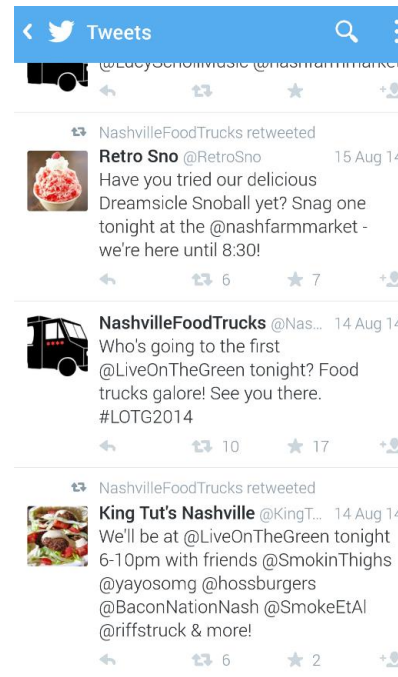 Tweets
@LucySchollMusic @nashfarmmarket
NashvilleFoodTrucks retweeted
Retro Sno @RetroSno 15 Aug 14
Have you tried our delicious
Dreamsicle Snoball yet? Snag one
tonight at the @nashfarmmarket -
we're here until 8:30!
6 7
NashvilleFoodTrucks @Nas... 14 Aug 14
Who's going to the first
@LiveOnTheGreen tonight? Food
trucks galore! See you there.
#LOTG2014
10 17
NashvilleFoodTrucks retweeted
King Tut's Nashville @KingT... 14 Aug 14
We'll be at @LiveOnTheGreen tonight
6-10pm with friends @SmokinThighs
@yayosomg @hossburgers
@BaconNationNash @SmokeEtAl
@riffstruck & more!
6 2